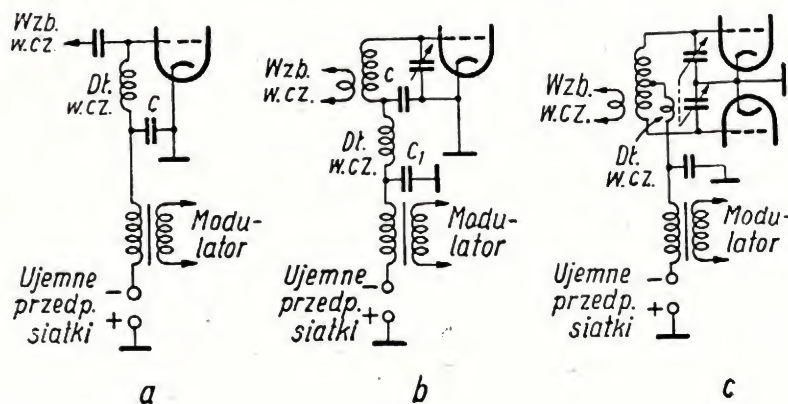 Wzb.
w.cz.
Dł.
w.cz.
C
Modu-
lator
Ujemne
przedp.
siatki
−
+
a
Wzb.
w.cz.
C
Dł.
w.cz.
C1
Modu-
lator
Ujemne
przedp.
siatki
−
+
b
Wzb.
w.cz.
Dł.
w.cz.
Modu-
lator
Ujemne
przedp.
siatki
−
+
c